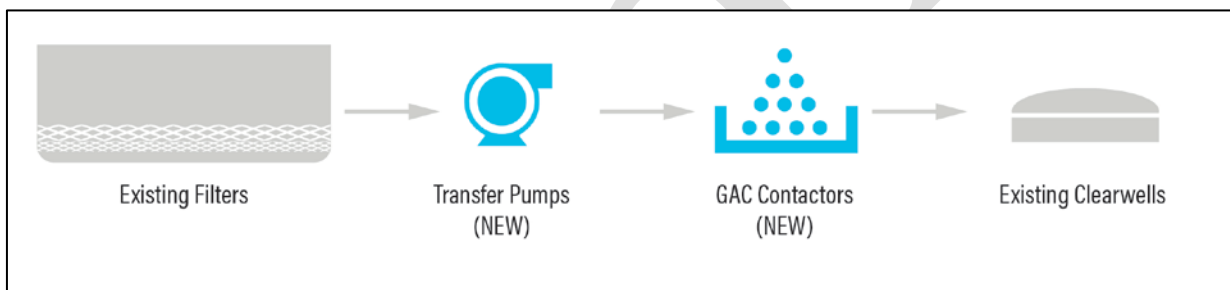 Existing Filters
Transfer Pumps
(NEW)
GAC Contactors
(NEW)
Existing Clearwells